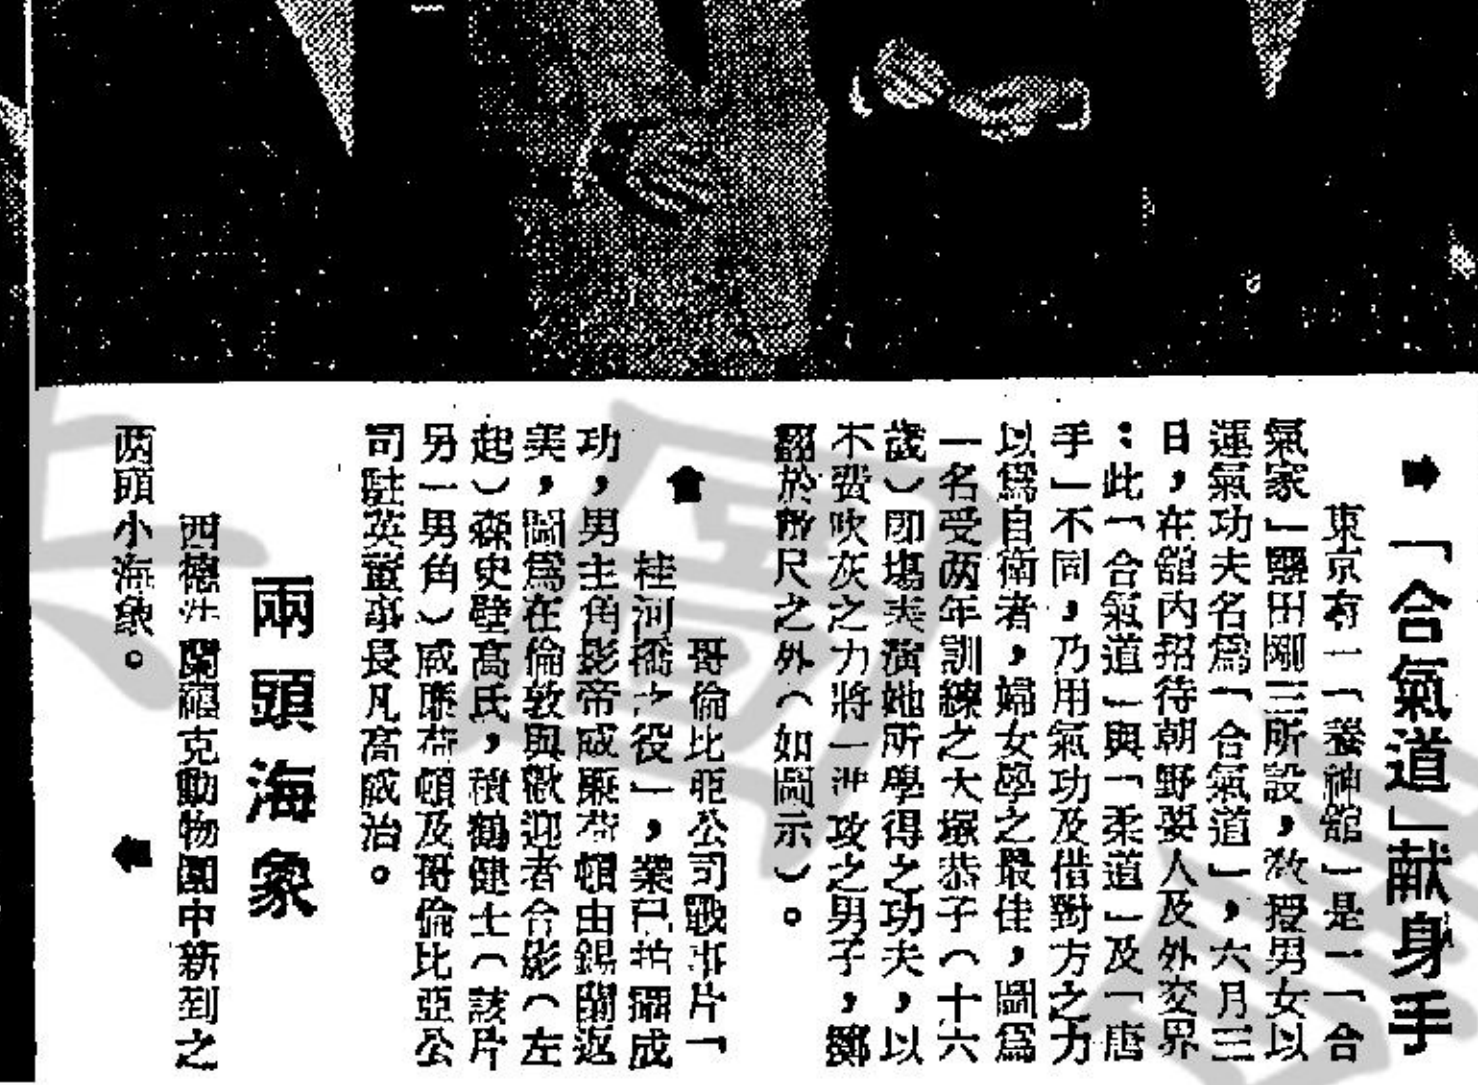 「合氣道」献身手
東京有一「養神館」是一「合
氣家」鹽田剛三所設，教授男女以
運氣功夫名爲「合氣道」，六月三
日，在館內招待朝野要人及外交界
：此「合氣道」與「柔道」及「唐
手」不同，乃用氣功及借對方之力
以爲自衛者，婦女學之最佳，圖爲
一名受两年訓練之大塚恭子（十六
歲）即塲表演她所學得之功夫，以
不費吹灰之力將一冲攻之男子，擲
翻於數尺之外（如圖示）。
哥倫比亞公司戰事片「
桂河橋之役」，業已拍攝成
功，男主角影帝威廉荷頓由錫蘭返
美，圖爲在倫敦與歡迎者合影（左
起）森史壁高氏，積鶴健士（該片
另一男角）威廉荷頓及哥倫比亞公
司駐英董事長凡高威治。
兩頭海象
西德法蘭福克動物園中新到之
两頭小海象。